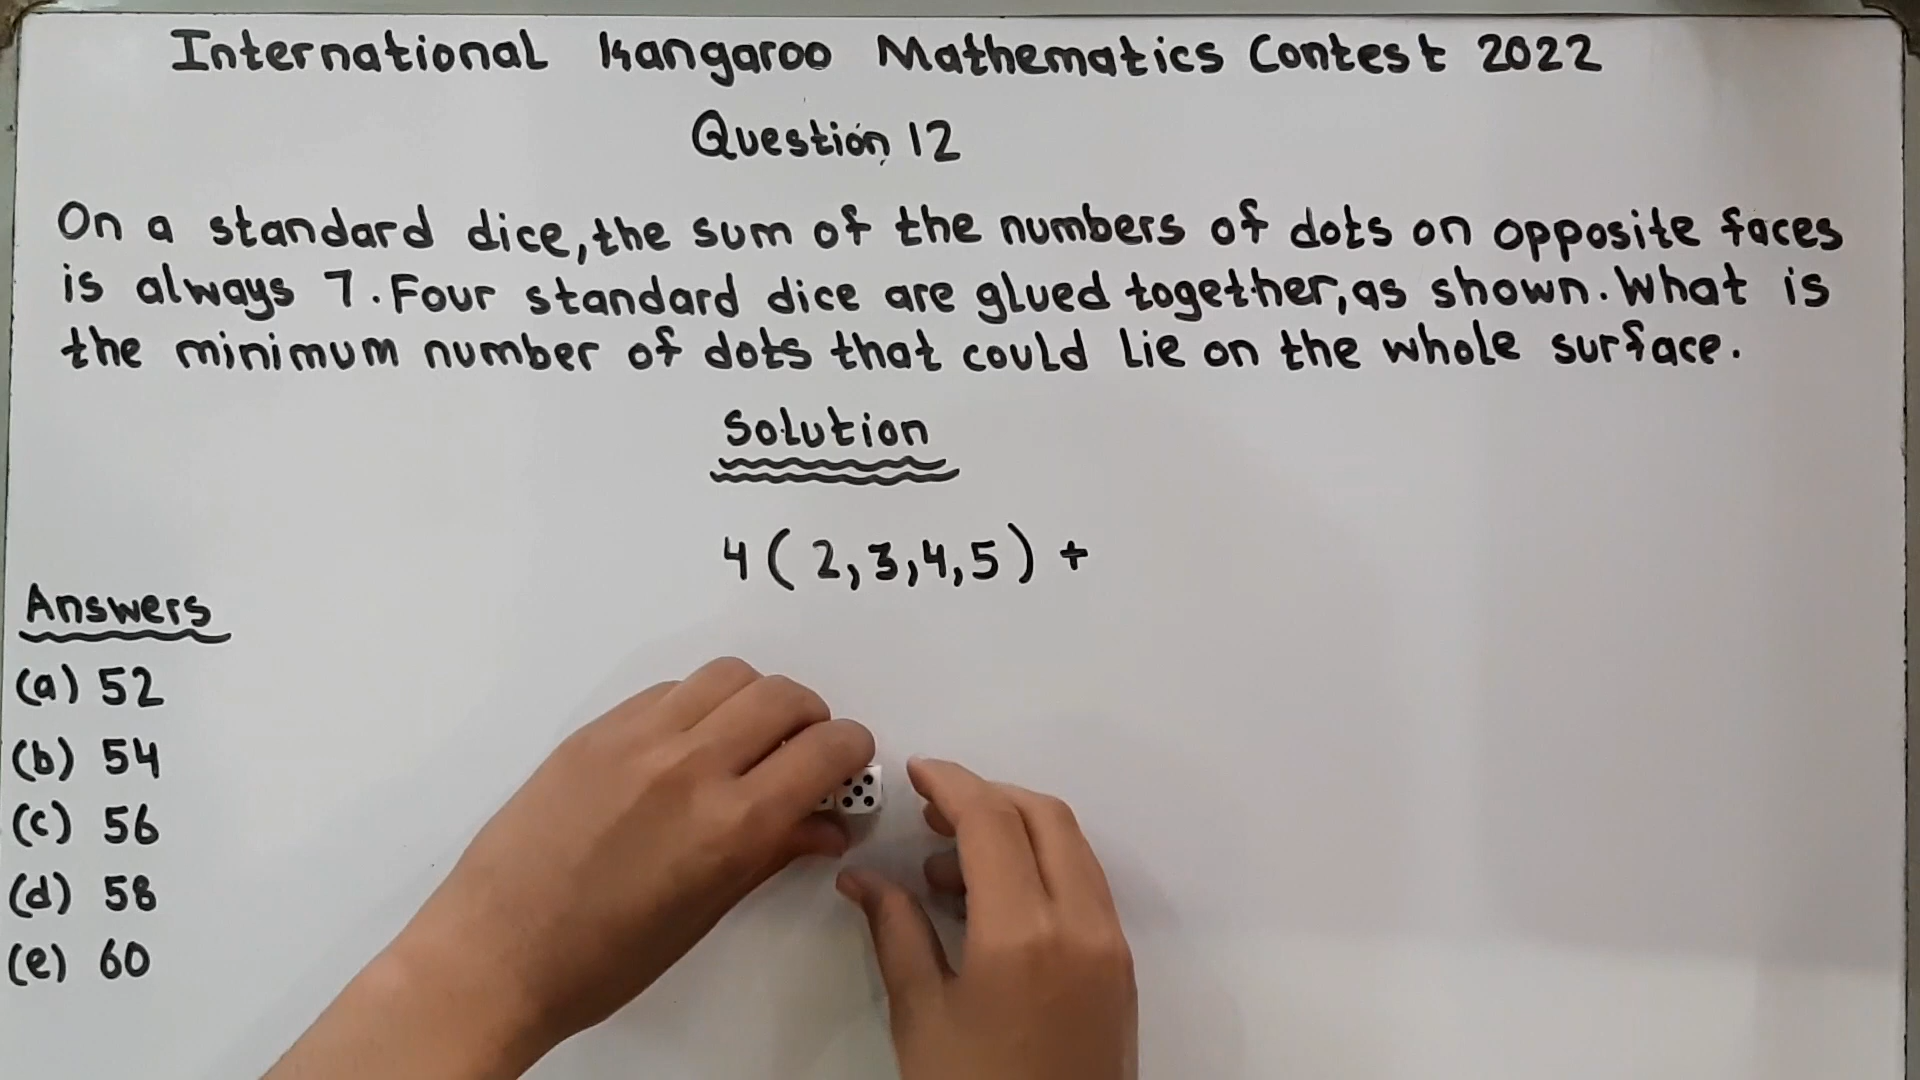 International Kangaroo Mathematics Contest 2022
Question 12
On a standard dice, the sum of the numbers of dots on opposite faces
is always 7. Four standard dice are glued together, as shown. What is
the minimum number of dots that could lie on the whole surface.
Solution
4 ( 2,3,4,5 ) +
Answers
(a) 52
(b) 54
(c) 56
(d) 58
(e) 60